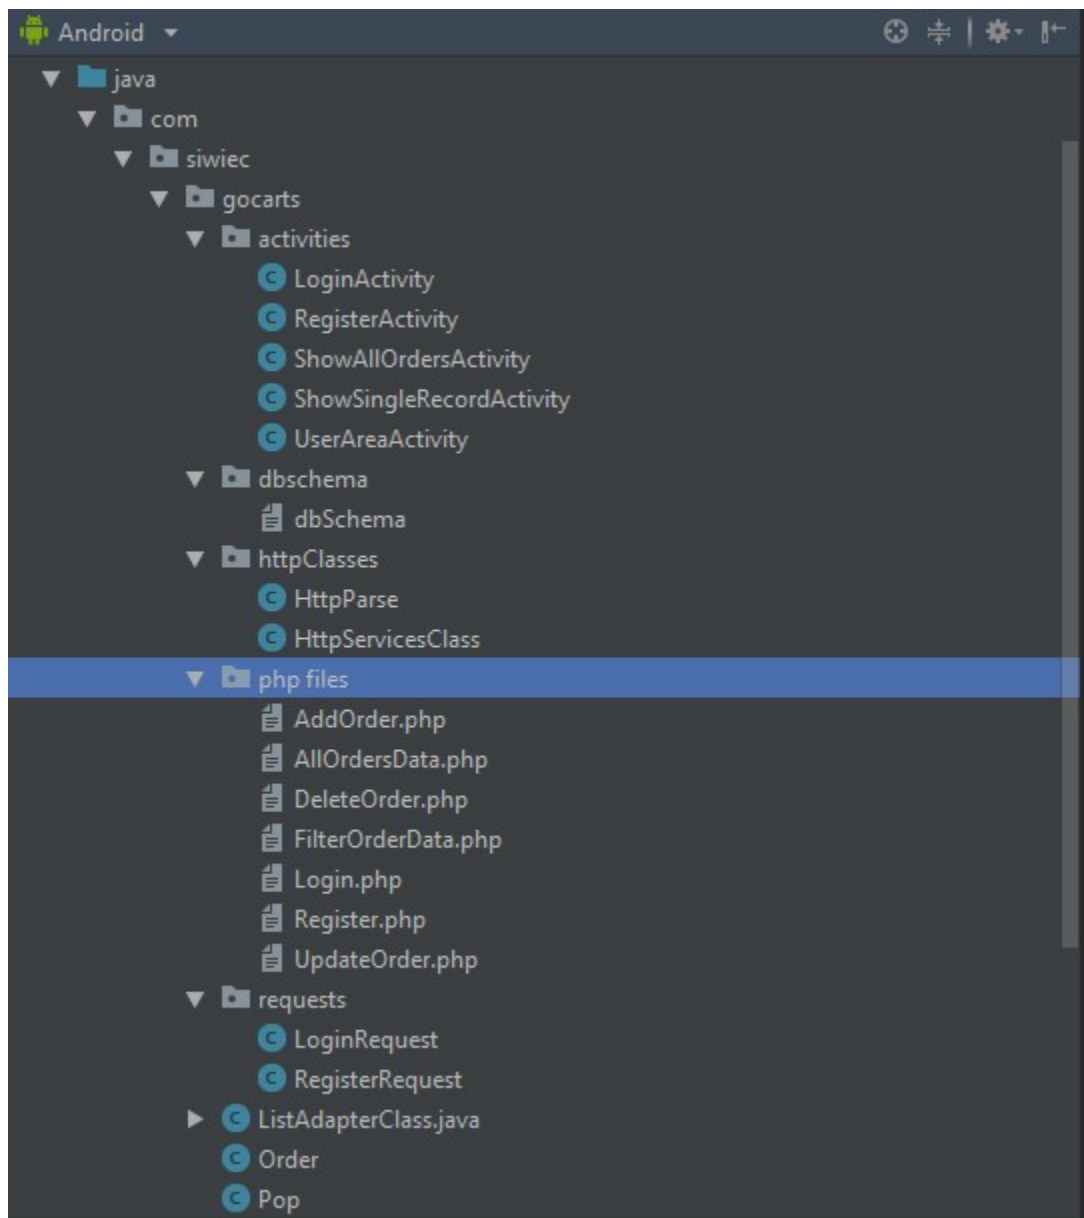 Android
java
com
siwiec
gocarts
activities
LoginActivity
RegisterActivity
ShowAllOrdersActivity
ShowSingleRecordActivity
UserAreaActivity
dbschema
dbSchema
httpClasses
HttpParse
HttpServicesClass
php files
AddOrder.php
AllOrdersData.php
DeleteOrder.php
FilterOrderData.php
Login.php
Register.php
UpdateOrder.php
requests
LoginRequest
RegisterRequest
ListAdapterClass.java
Order
Pop